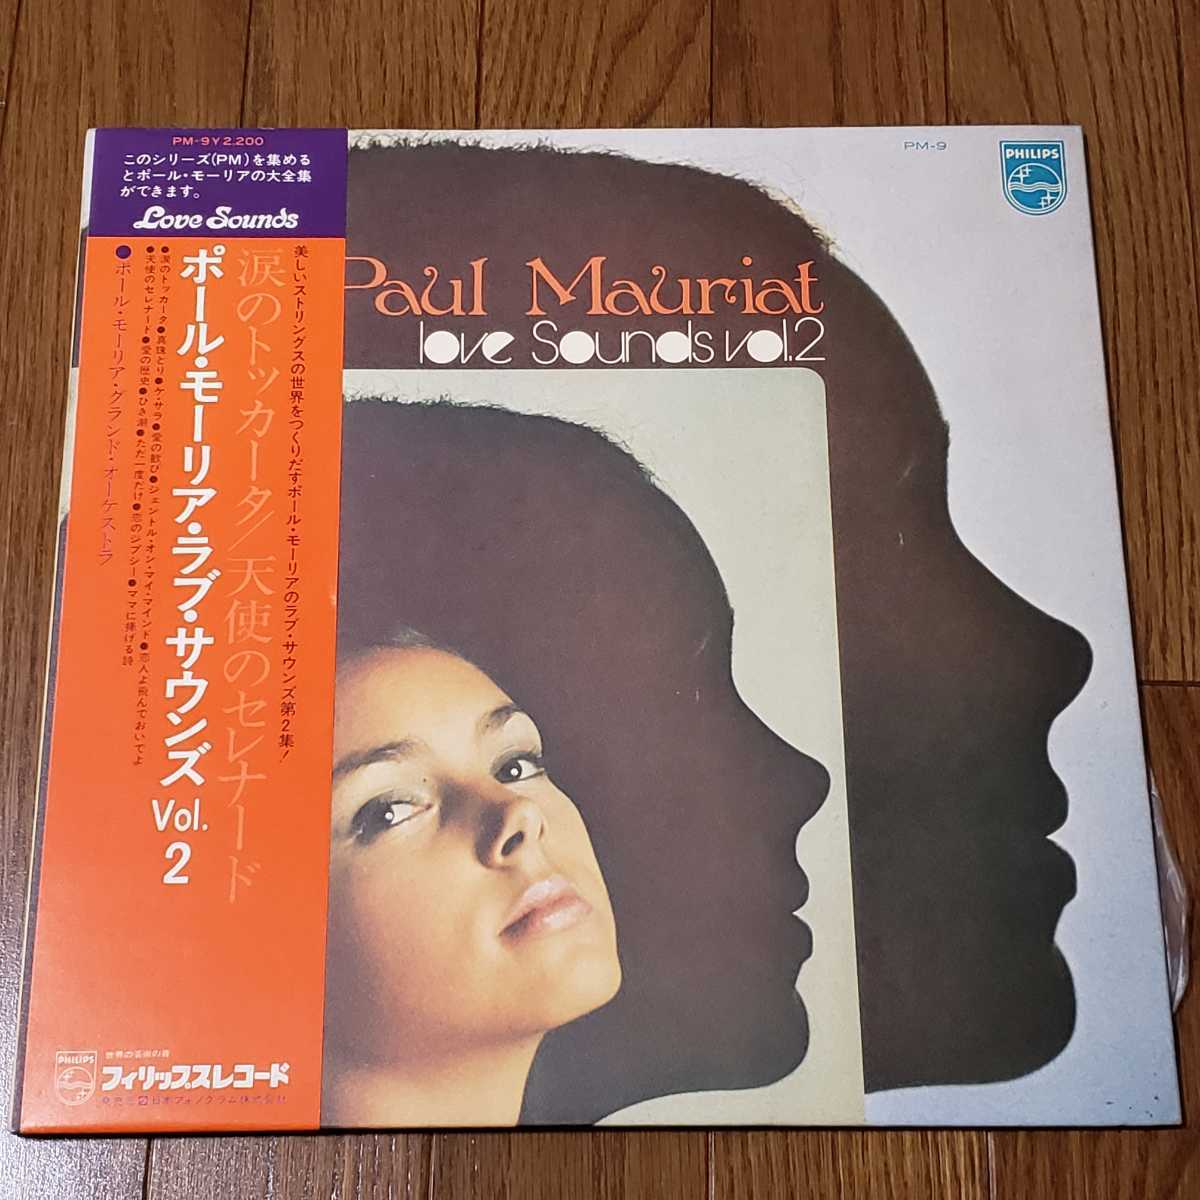 PM-9 ¥2,200
このシリーズ(PM)を集める
とポール・モーリアの大全集
ができます。
Love Sounds
美しいストリングスの世界をつくりだすポール・モーリアのラブ・サウンズ第2集!
涙のトッカータ/天使のセレナード
ポール・モーリア・ラブ・サウンズ Vol. 2
●涙のトッカータ●真珠とり●ケ・サラ●愛の歓び●ジェントル・オン・マイ・マインド●恋人よ飛んでおいでよ
●天使のセレナード●愛の歴史●ひき潮●ただ一度だけ●恋のジプシー●ママに捧げる詩
●ポール・モーリア・グランド・オーケストラ
PHILIPS
世界の芸術の音
フィリップスレコード
発売元 日本フォノグラム株式会社
PM-9
PHILIPS
Paul Mauriat
love Sounds vol.2